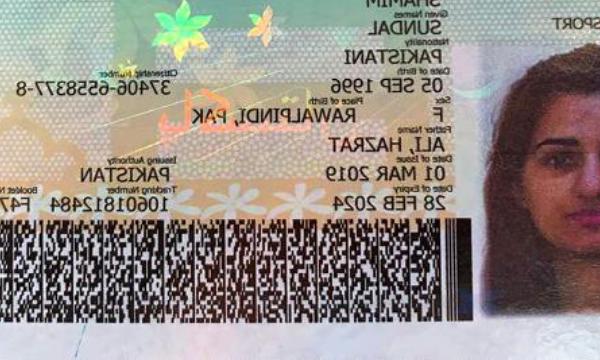 SPORT
Given Names
SUNDAL
Nationality
PAKISTANI
Date of Birth Citizenship Number
05 SEP 1996 37406-6558377-8
Sex Place of Birth
F RAWALPINDI, PAK
Father Name
ALI, HAZRAT
Date of Issue Issuing Authority
01 MAR 2019 PAKISTAN
Date of Expiry Tracking Number Booklet N
28 FEB 2024 10601812484 F47